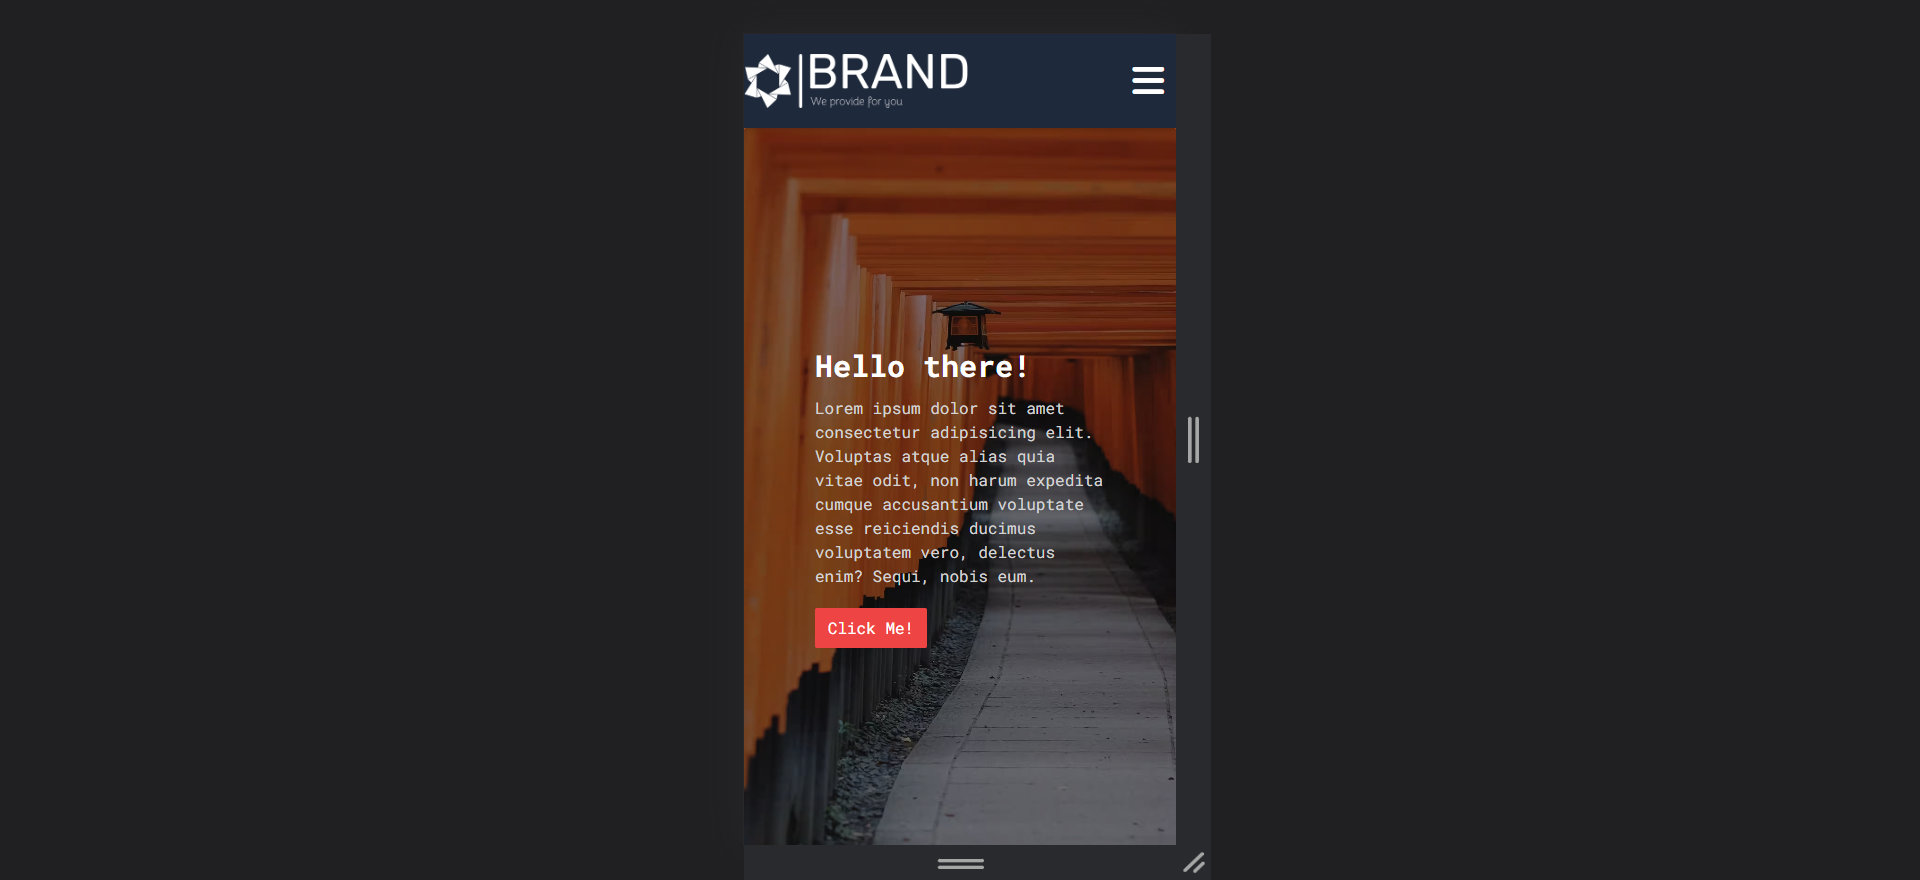 BRAND
We provide for you
Hello there!
Lorem ipsum dolor sit amet
consectetur adipisicing elit.
Voluptas atque alias quia
vitae odit, non harum expedita
cumque accusantium voluptate
esse reiciendis ducimus
voluptatem vero, delectus
enim? Sequi, nobis eum.
Click Me!